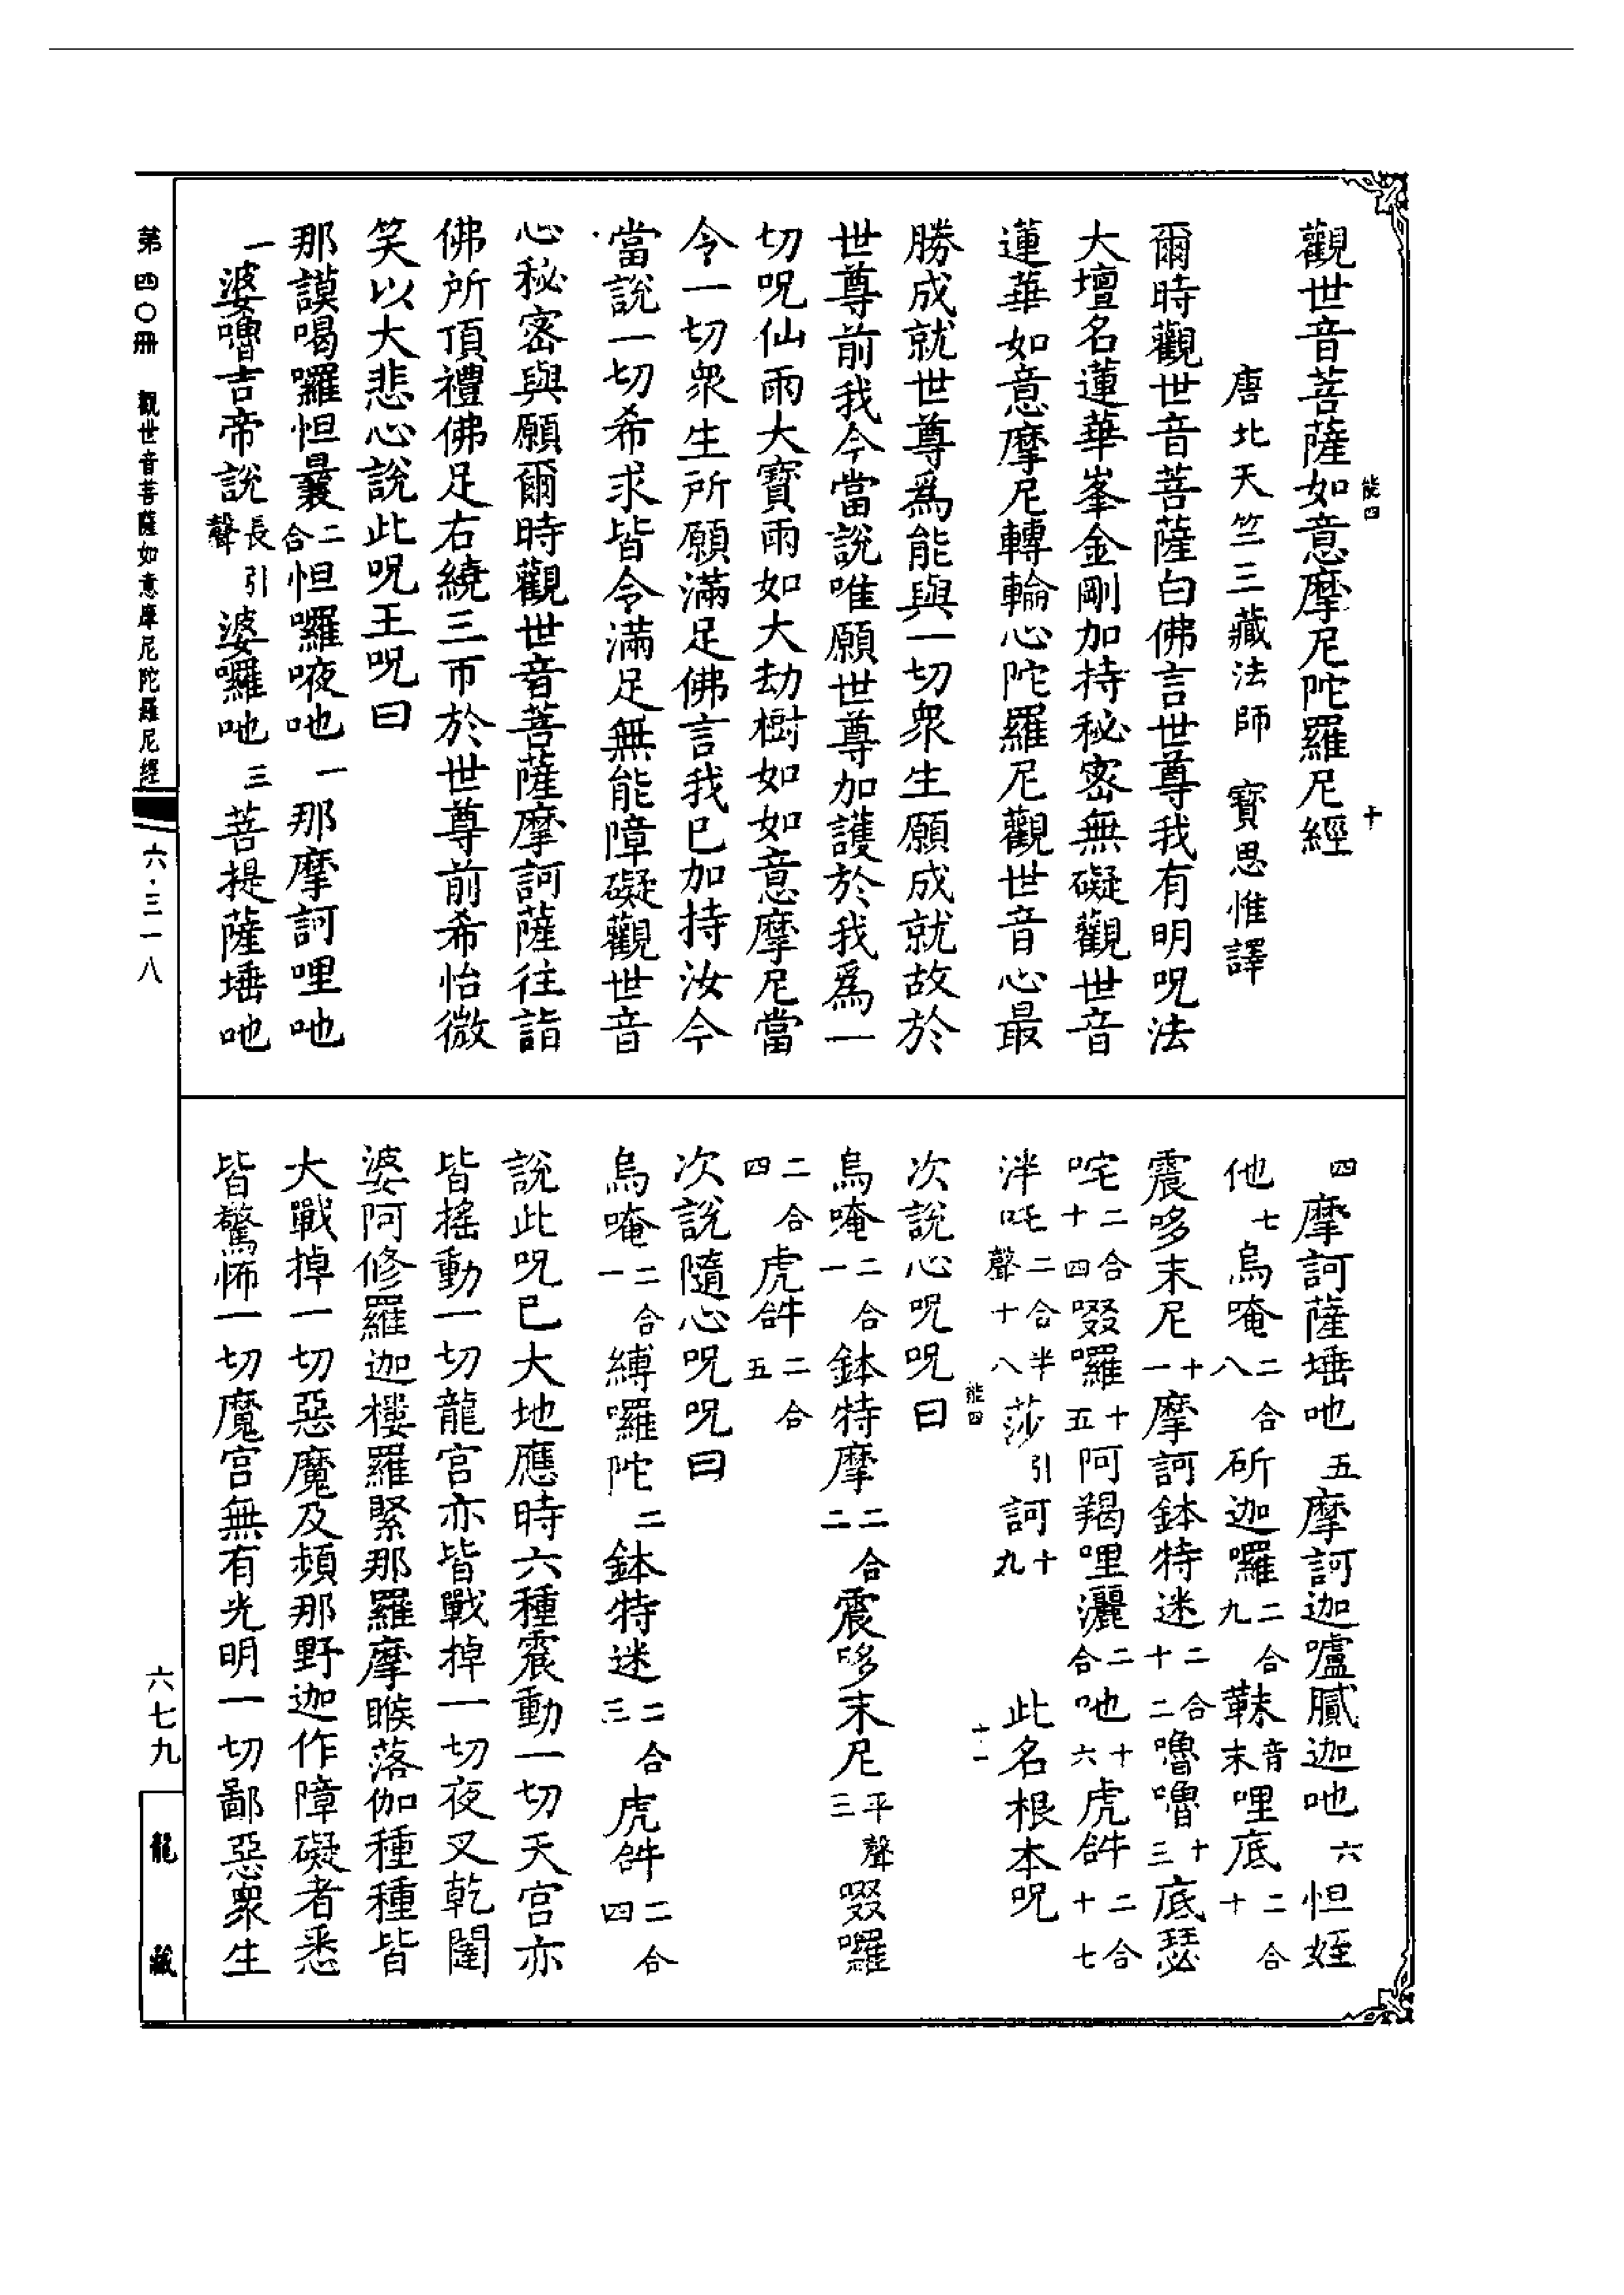 觀世音菩薩如意摩尼陀羅尼經
能四
十
唐北天竺三藏法師 寶思惟譯
爾時觀世音菩薩白佛言世尊我有明呪法
大壇名蓮華峯金剛加持秘密無礙觀世音
蓮華如意摩尼轉輪心陀羅尼觀世音心最
勝成就世尊爲能與一切衆生願成就故於
世尊前我今當說唯願世尊加護於我爲一
切呪仙雨大寶雨如大劫樹如如意摩尼當
令一切衆生所願滿足佛言我已加持汝今
當說一切希求皆令滿足無能障礙觀世音
心秘密與願爾時觀世音菩薩摩訶薩往詣
佛所頂禮佛足右繞三帀於世尊前希怡微
笑以大悲心說此呪王呪曰
那謨喝囉怛曩二合怛囉唹吔一那摩訶哩吔
一婆嚕吉帝說長聲引婆囉吔三菩提薩埵吔
四摩訶薩埵吔五摩訶迦嚧膩迦吔六怛姪
他七烏唵二合八斫迦囉二合九靺音末哩底二合十
震哆末尼十一摩訶鉢特迷二合十二嚕嚕十三底瑟
咤二合十四啜囉十五阿羯哩灑二合吔十六虎𤙖二合十七
泮吒二合半聲十八莎引訶十九 此名根本呪
能四
十一
次說心呪呪曰
烏唵二合一鉢特摩二合二震哆末尼平聲三啜囉
二合四虎𤙖二合五
次說隨心呪呪曰
烏唵二合一縛囉陀二鉢特迷二合三虎𤙖二合四
說此呪已大地應時六種震動一切天宫亦
皆搖動一切龍宫亦皆戰掉一切夜叉乾闥
婆阿修羅迦樓羅緊那羅摩睺落伽種種皆
大戰掉一切惡魔及頻那野迦作障礙者悉
皆驚怖一切魔宫無有光明一切鄙惡衆生
第四〇冊 觀世音菩薩如意摩尼陀羅尼經
六·三一八
六七九
龍藏